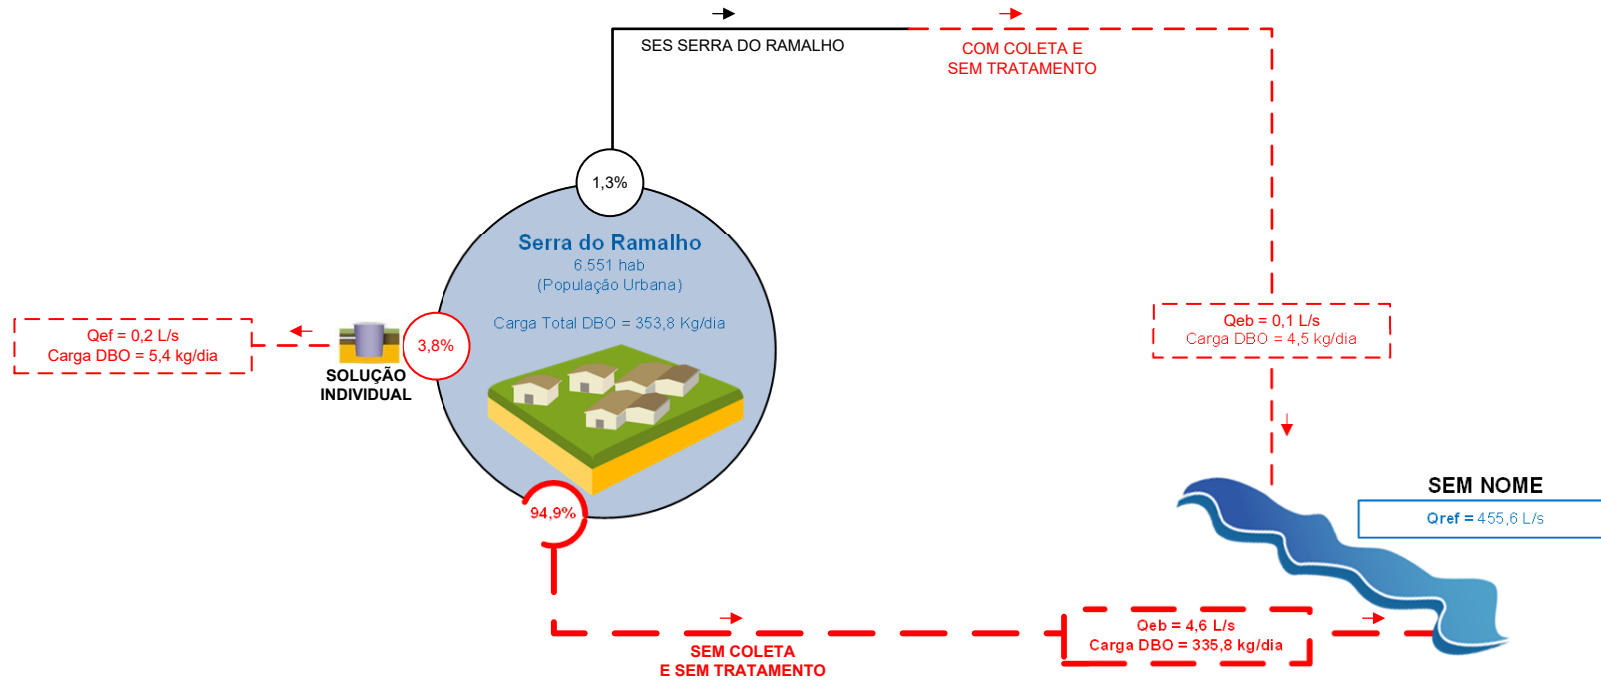 SES SERRA DO RAMALHO
COM COLETA E
SEM TRATAMENTO
1,3%
Serra do Ramalho
6.551 hab
(População Urbana)
Carga Total DBO = 353,8 Kg/dia
Qef = 0,2 L/s
Carga DBO = 5,4 kg/dia
3,8%
SOLUÇÃO
INDIVIDUAL
Qeb = 0,1 L/s
Carga DBO = 4,5 kg/dia
94,9%
SEM NOME
Qref = 455,6 L/s
Qeb = 4,6 L/s
Carga DBO = 335,8 kg/dia
SEM COLETA
E SEM TRATAMENTO